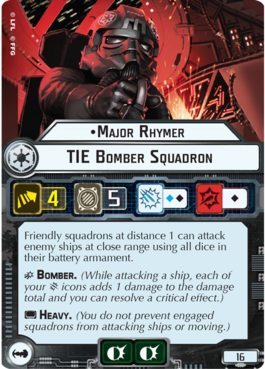 © LFL © FFG
•Major Rhymer
TIE Bomber Squadron
4
5
Friendly squadrons at distance 1 can attack
enemy ships at close range using all dice in
their battery armament.
Bomber. (While attacking a ship, each of
your icons adds 1 damage to the damage
total and you can resolve a critical effect.)
Heavy. (You do not prevent engaged
squadrons from attacking ships or moving.)
16